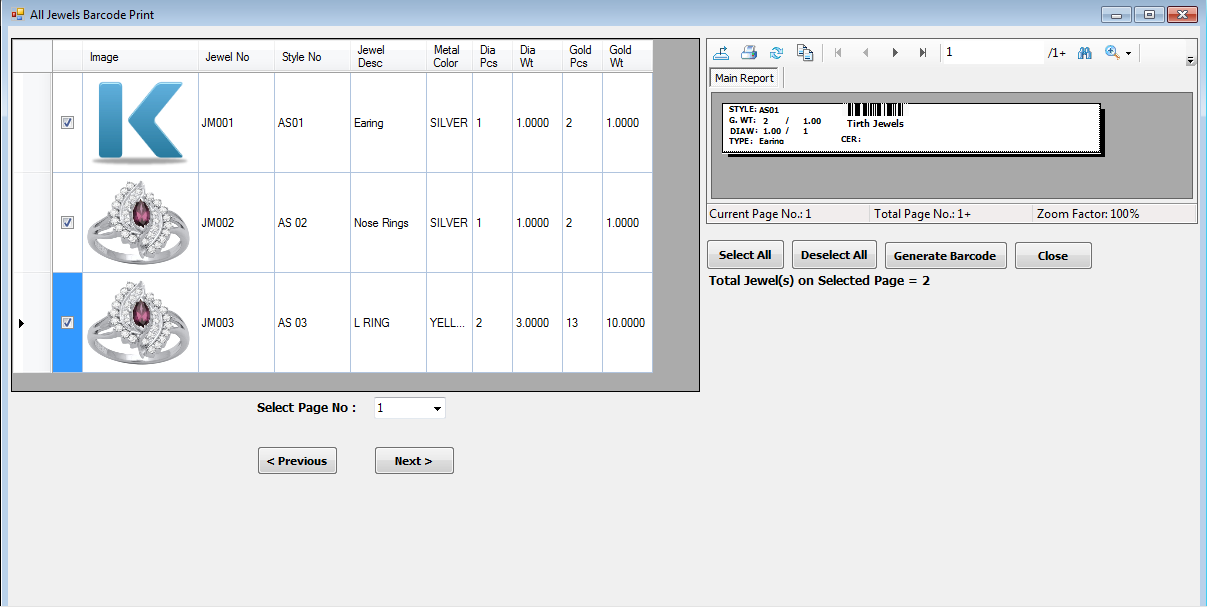 All Jewels Barcode Print
Image Jewel No Style No Jewel Desc Metal Color Dia Pcs Dia Wt Gold Pcs Gold Wt
K
JM001 AS01 Earing SILVER 1 1.0000 2 1.0000
JM002 AS 02 Nose Rings SILVER 1 1.0000 2 1.0000
JM003 AS 03 L RING YELL... 2 3.0000 13 10.0000
Select Page No : 1
< Previous Next >
1 /1+
Main Report
STYLE: AS01
G. WT: 2 / 1.00
Tirth Jewels
DIAW: 1.00 / 1
TYPE: Earing
CER:
Current Page No.: 1 Total Page No.: 1+ Zoom Factor: 100%
Select All Deselect All Generate Barcode Close
Total Jewel(s) on Selected Page = 2